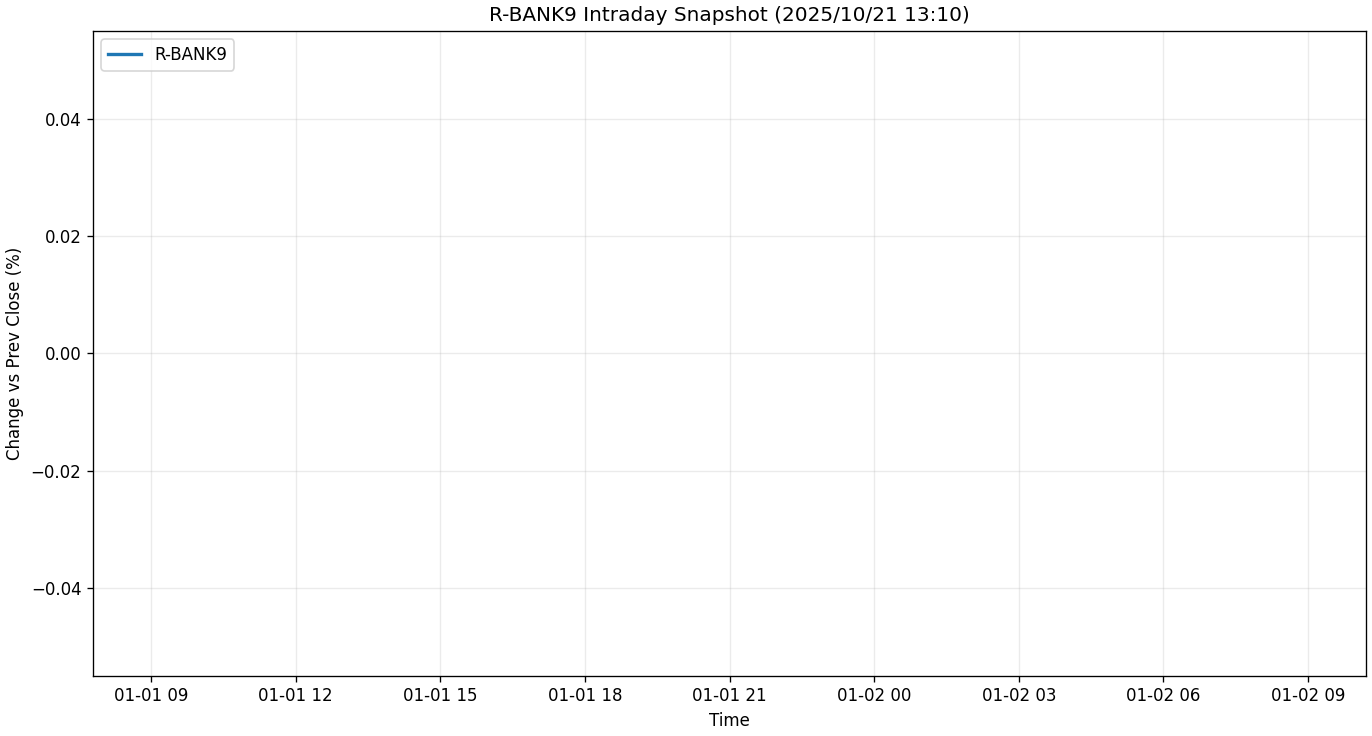 R-BANK9 Intraday Snapshot (2025/10/21 13:10)
R-BANK9
Change vs Prev Close (%)
0.04
0.02
0.00
−0.02
−0.04
01-01 09 01-01 12 01-01 15 01-01 18 01-01 21 01-02 00 01-02 03 01-02 06 01-02 09
Time